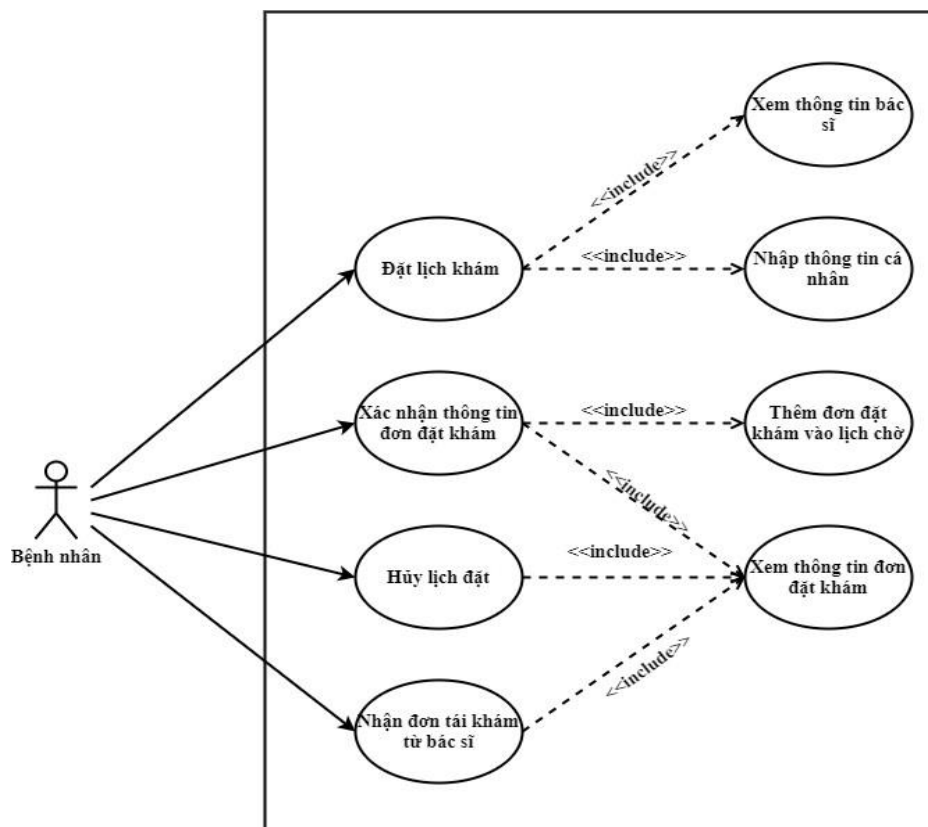 Xem thông tin bác
sĩ
<<include>>
Đặt lịch khám
<<include>>
Nhập thông tin cá
nhân
Xác nhận thông tin
đơn đặt khám
<<include>>
Thêm đơn đặt
khám vào lịch chờ
<<include>>
Bệnh nhân
Hủy lịch đặt
<<include>>
Xem thông tin đơn
đặt khám
<<include>>
Nhận đơn tái khám
từ bác sĩ